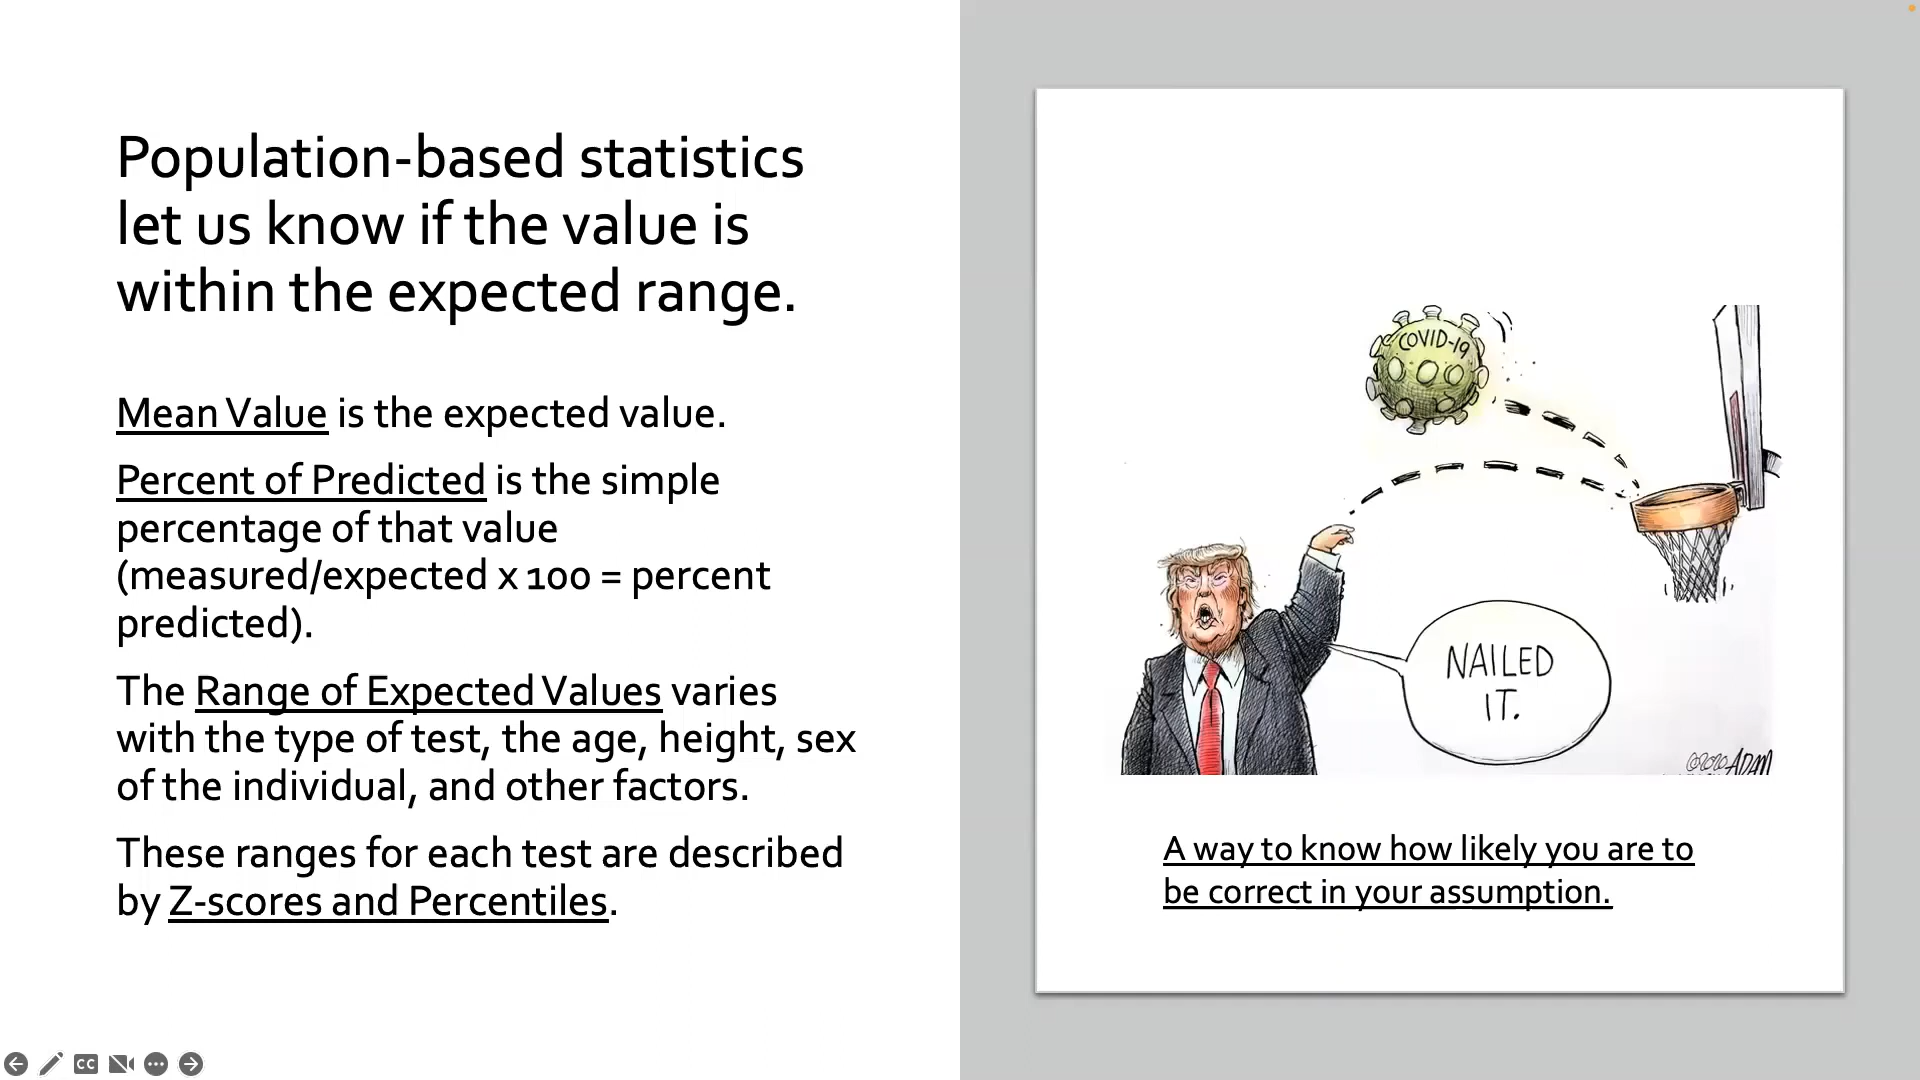 Population-based statistics
let us know if the value is
within the expected range.
Mean Value is the expected value.
Percent of Predicted is the simple
percentage of that value
(measured/expected x 100 = percent
predicted).
The Range of Expected Values varies
with the type of test, the age, height, sex
of the individual, and other factors.
These ranges for each test are described
by Z-scores and Percentiles.
COVID-19
NAILED
IT.
©2020 ADAM
A way to know how likely you are to
be correct in your assumption.
CC